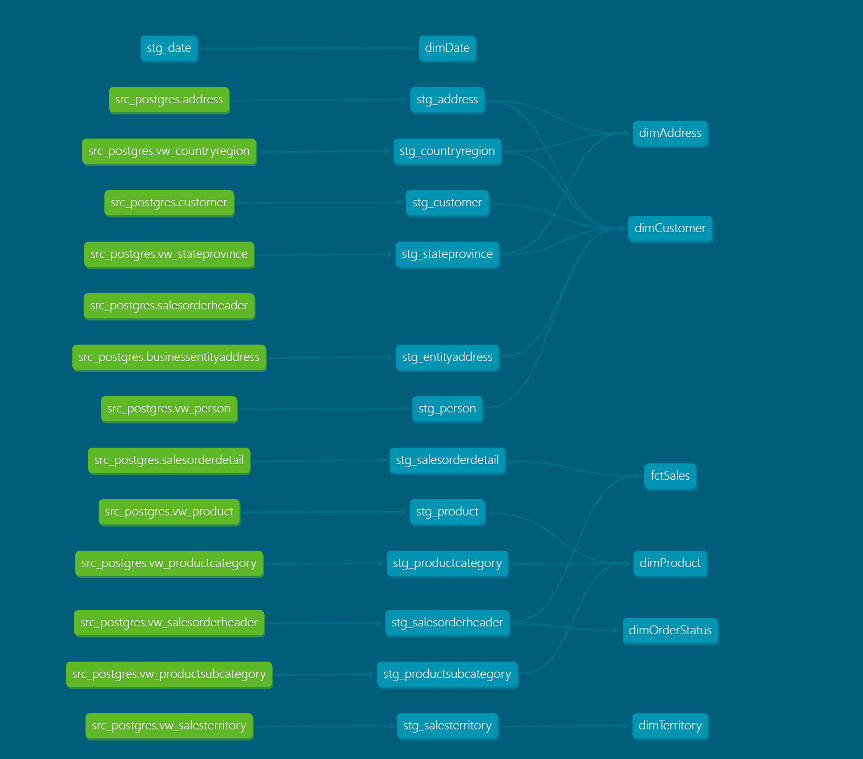 stg_date
dimDate
src_postgres.address
stg_address
dimAddress
src_postgres.vw_countryregion
stg_countryregion
src_postgres.customer
stg_customer
dimCustomer
src_postgres.vw_stateprovince
stg_stateprovince
src_postgres.salesorderheader
src_postgres.businessentityaddress
stg_entityaddress
src_postgres.vw_person
stg_person
src_postgres.salesorderdetail
stg_salesorderdetail
fctSales
src_postgres.vw_product
stg_product
src_postgres.vw_productcategory
stg_productcategory
dimProduct
src_postgres.vw_salesorderheader
stg_salesorderheader
dimOrderStatus
src_postgres.vw_productsubcategory
stg_productsubcategory
src_postgres.vw_salesterritory
stg_salesterritory
dimTerritory